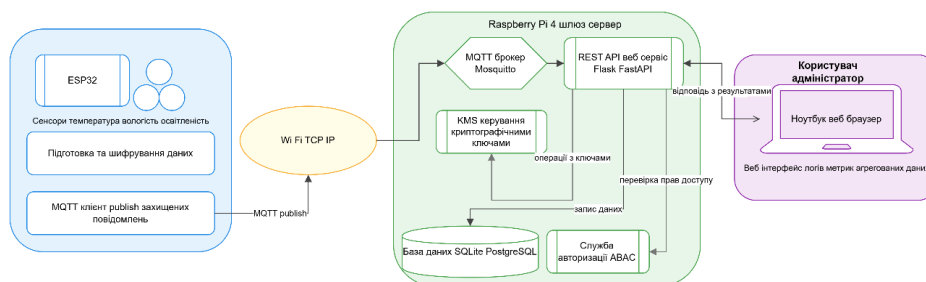 ESP32
Сенсори температура вологість освітленість
Підготовка та шифрування даних
MQTT клієнт publish захищених
повідомлень
MQTT publish
Wi Fi TCP IP
Raspberry Pi 4 шлюз сервер
MQTT брокер
Mosquitto
REST API веб сервіс
Flask FastAPI
KMS керування
криптографічними
ключами
операції з ключами
перевірка прав доступу
запис даних
База даних SQLite PostgreSQL
Служба
авторизації ABAC
відповідь з результатами
Користувач
адміністратор
Ноутбук веб браузер
Веб інтерфейс логів метрик агрегованих даних